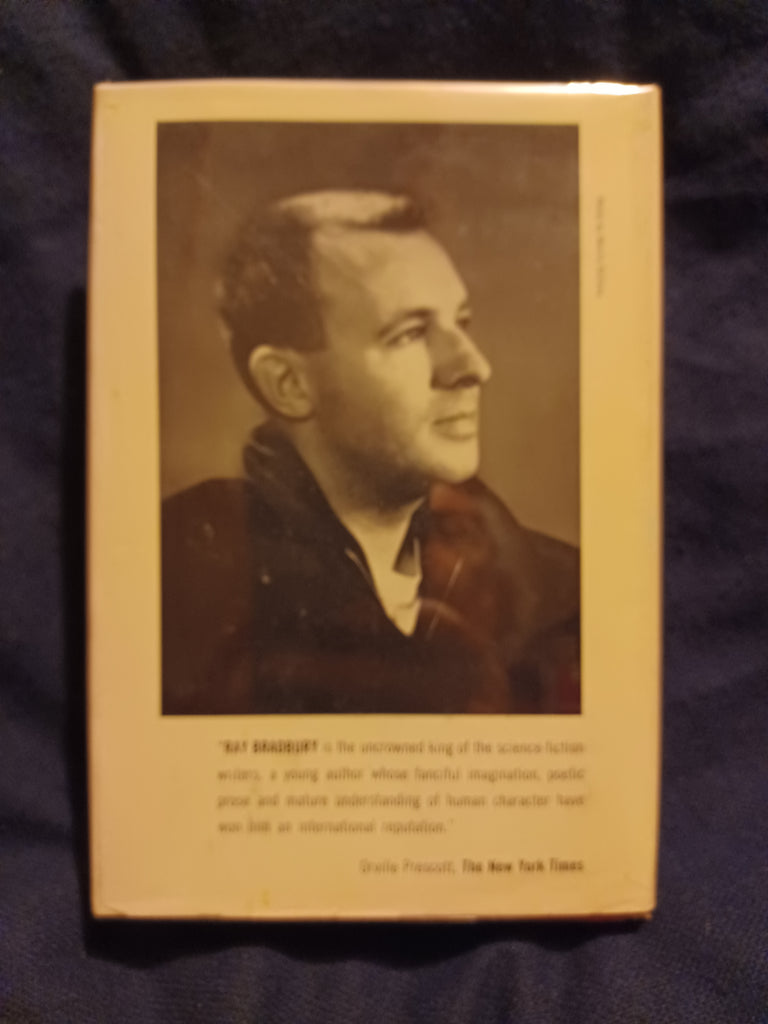 "RAY BRADBURY is the uncrowned king of the science-fiction
writers, a young author whose fanciful imagination, poetic
prose and mature understanding of human character have
won him an international reputation."
Orville Prescott, The New York Times